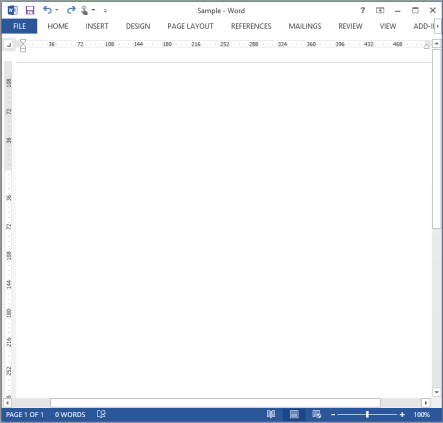 Sample - Word
FILE HOME INSERT DESIGN PAGE LAYOUT REFERENCES MAILINGS REVIEW VIEW ADD-I
36 72 108 144 180 216 252 288 324 360 396 432 468
108
72
36
36
72
108
144
180
216
252
PAGE 1 OF 1 0 WORDS 100%